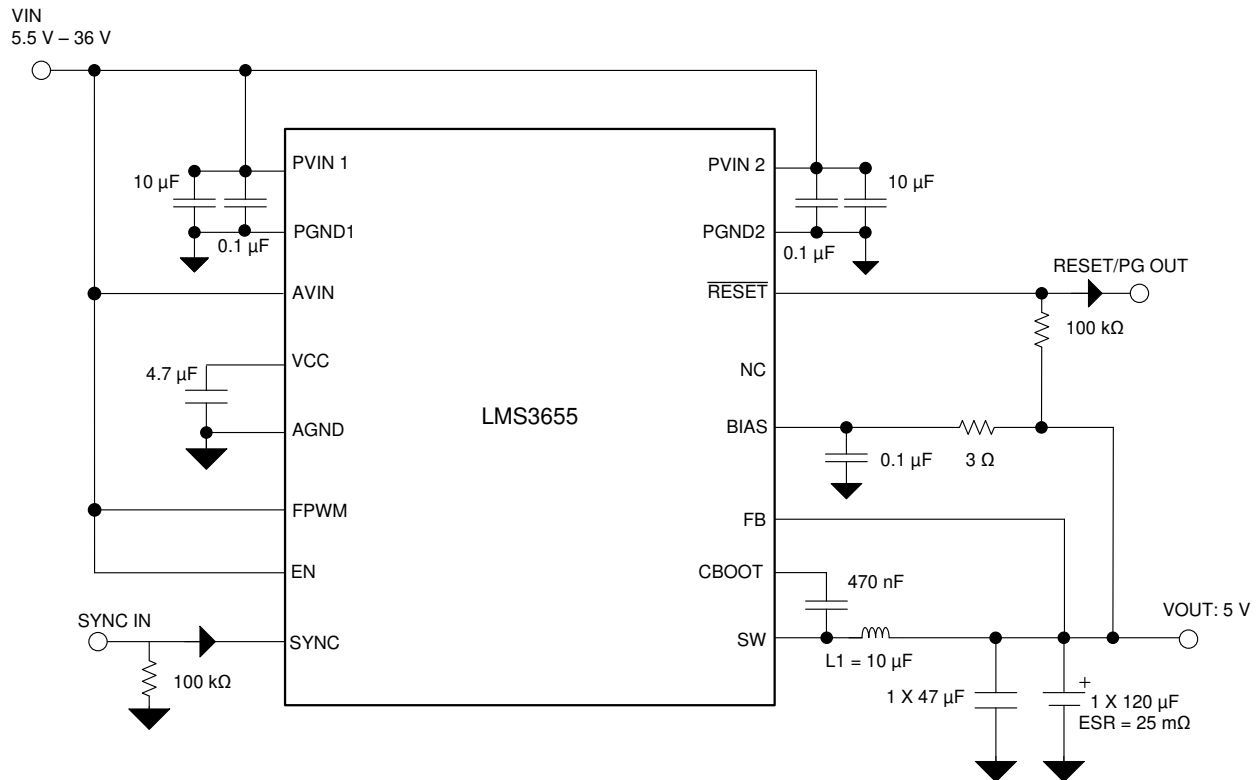 VIN
5.5 V – 36 V
PVIN 1
PVIN 2
10 µF
10 µF
PGND1
PGND2
0.1 µF
0.1 µF
RESET/PG OUT
AVIN
RESET
100 kΩ
VCC
NC
4.7 µF
LMS3655
AGND
BIAS
0.1 µF
3 Ω
FPWM
FB
EN
CBOOT
470 nF
SYNC IN
VOUT: 5 V
SYNC
SW
L1 = 10 µF
100 kΩ
1 X 47 µF
+
1 X 120 µF
ESR = 25 mΩ